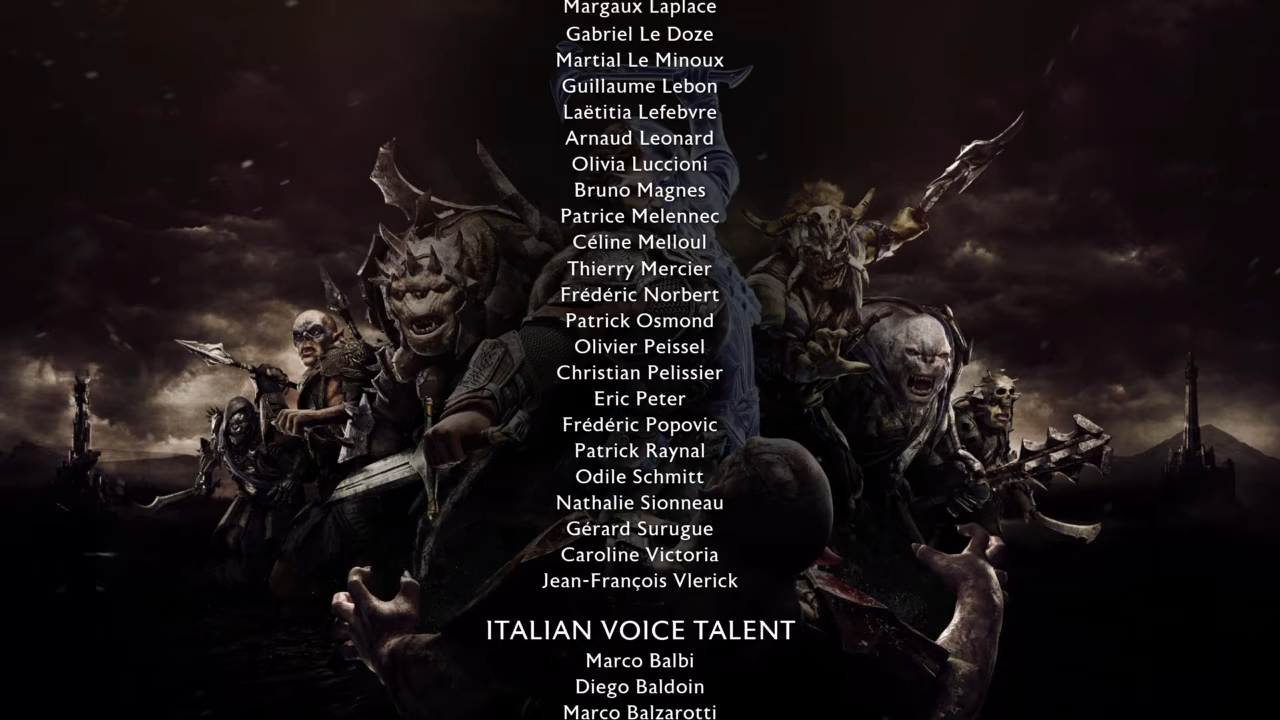 Margaux Laplace
Gabriel Le Doze
Martial Le Minoux
Guillaume Lebon
Laëtitia Lefebvre
Arnaud Leonard
Olivia Luccioni
Bruno Magnes
Patrice Melennec
Céline Melloul
Thierry Mercier
Frédéric Norbert
Patrick Osmond
Olivier Peissel
Christian Pelissier
Eric Peter
Frédéric Popovic
Patrick Raynal
Odile Schmitt
Nathalie Sionneau
Gérard Surugue
Caroline Victoria
Jean-François Vlerick
ITALIAN VOICE TALENT
Marco Balbi
Diego Baldoin
Marco Balzarotti